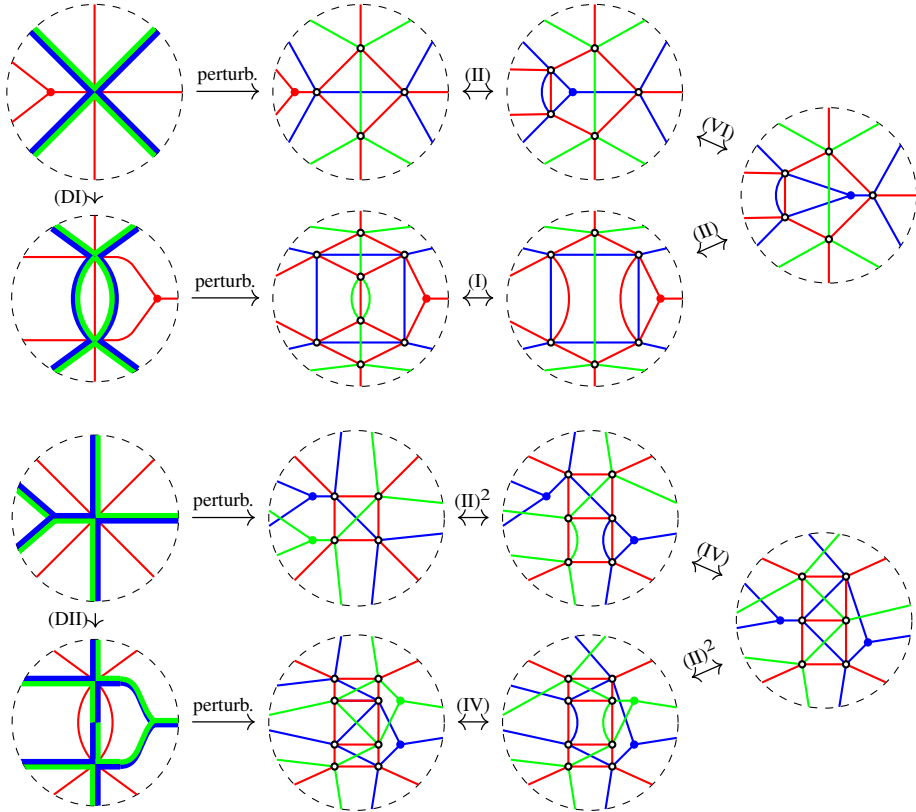 perturb.
(II)
(VI)
(DI)
(II)
perturb.
(I)
perturb.
(II)²
(IV)
(DII)
(II)²
perturb.
(IV)